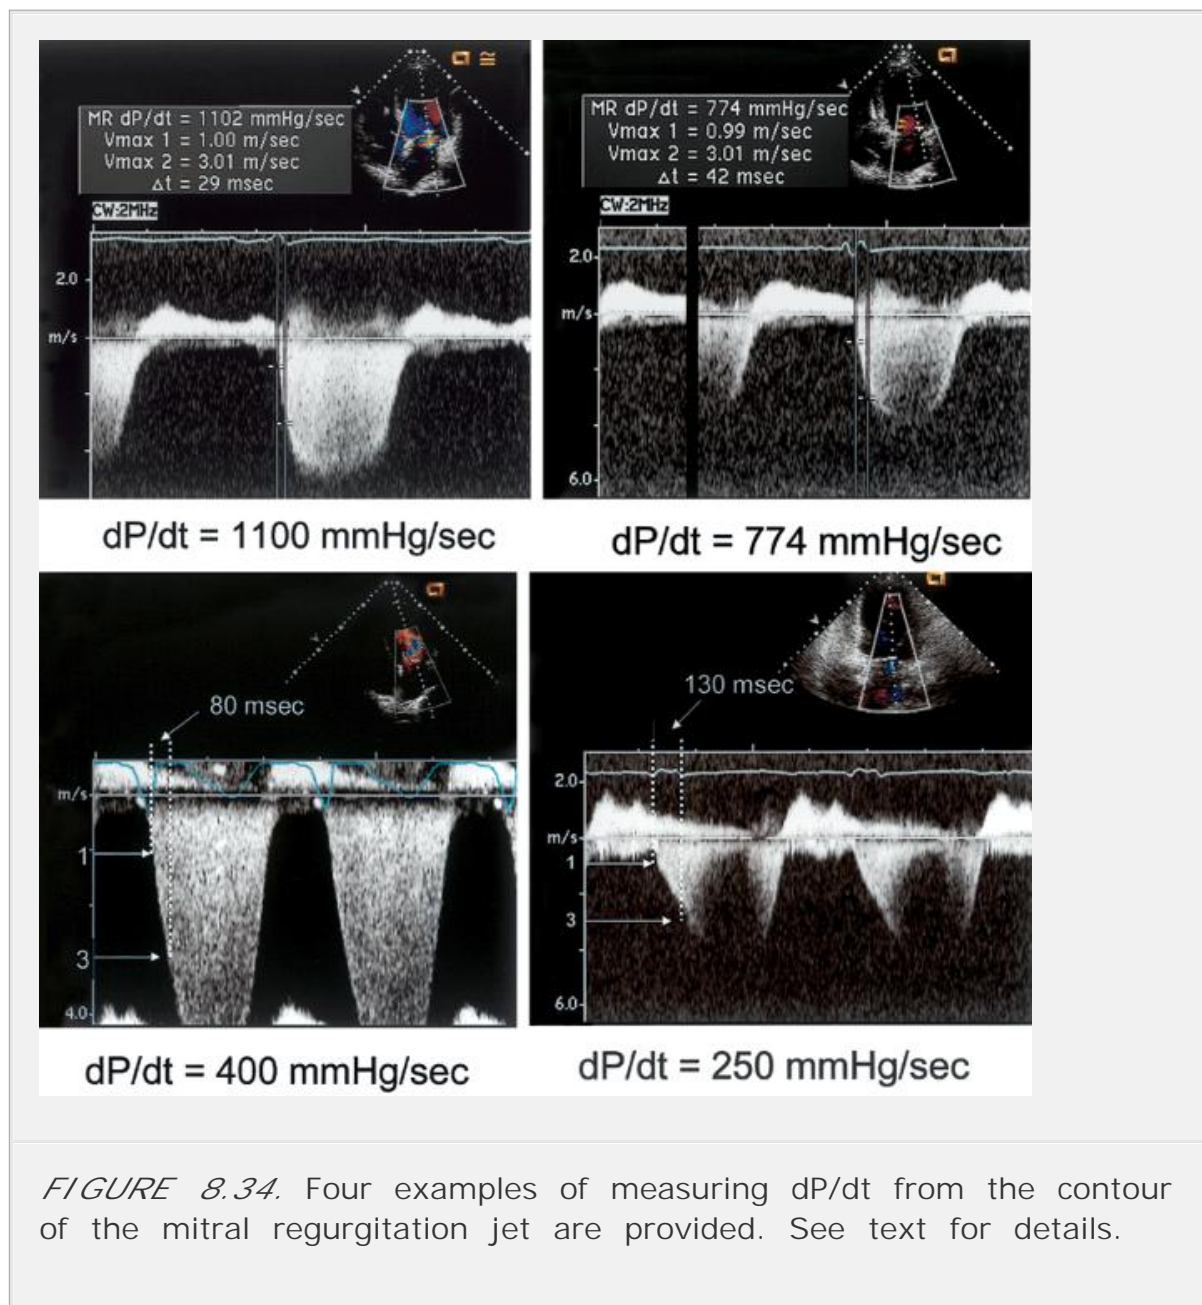 MR dP/dt = 1102 mmHg/sec
Vmax 1 = 1.00 m/sec
Vmax 2 = 3.01 m/sec
Δt = 29 msec
CW:2MHz
2.0
m/s
dP/dt = 1100 mmHg/sec
MR dP/dt = 774 mmHg/sec
Vmax 1 = 0.99 m/sec
Vmax 2 = 3.01 m/sec
Δt = 42 msec
CW:2MHz
2.0
m/s
6.0
dP/dt = 774 mmHg/sec
80 msec
m/s
1
3
4.0
dP/dt = 400 mmHg/sec
130 msec
2.0
m/s
1
3
6.0
dP/dt = 250 mmHg/sec
FIGURE 8.34. Four examples of measuring dP/dt from the contour
of the mitral regurgitation jet are provided. See text for details.